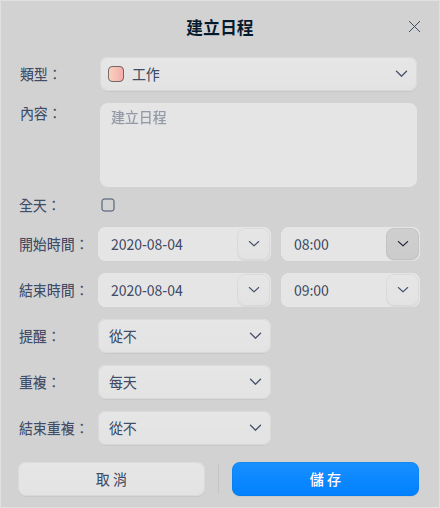 建立日程
類型： 工作
內容： 建立日程
全天：
開始時間： 2020-08-04 08:00
結束時間： 2020-08-04 09:00
提醒： 從不
重複： 每天
結束重複： 從不
取消 儲存